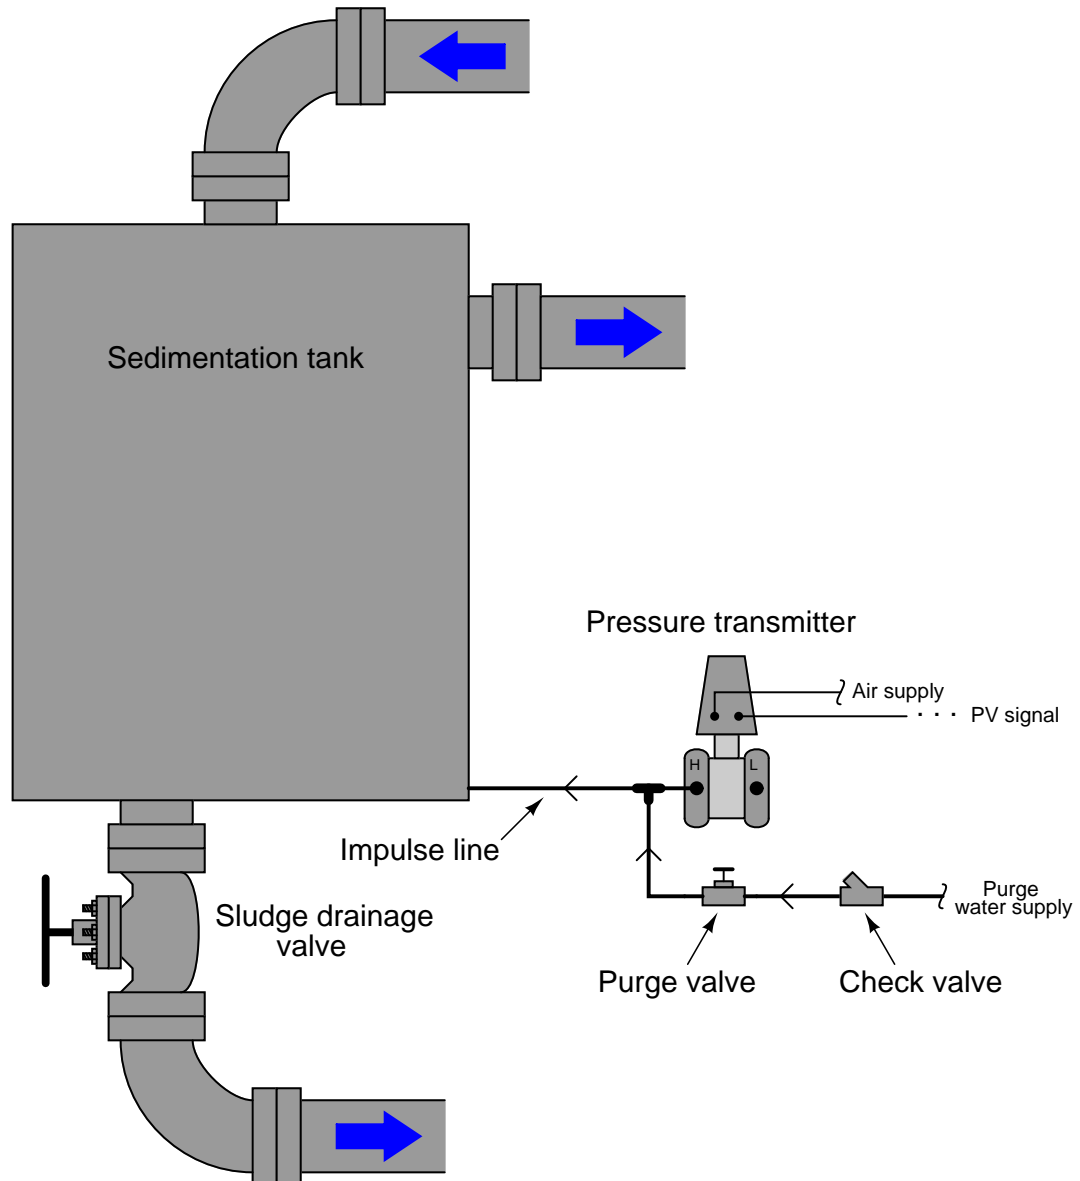 Sedimentation tank
Pressure transmitter
Air supply
PV signal
H
L
Impulse line
Purge
water supply
Sludge drainage
valve
Purge valve
Check valve